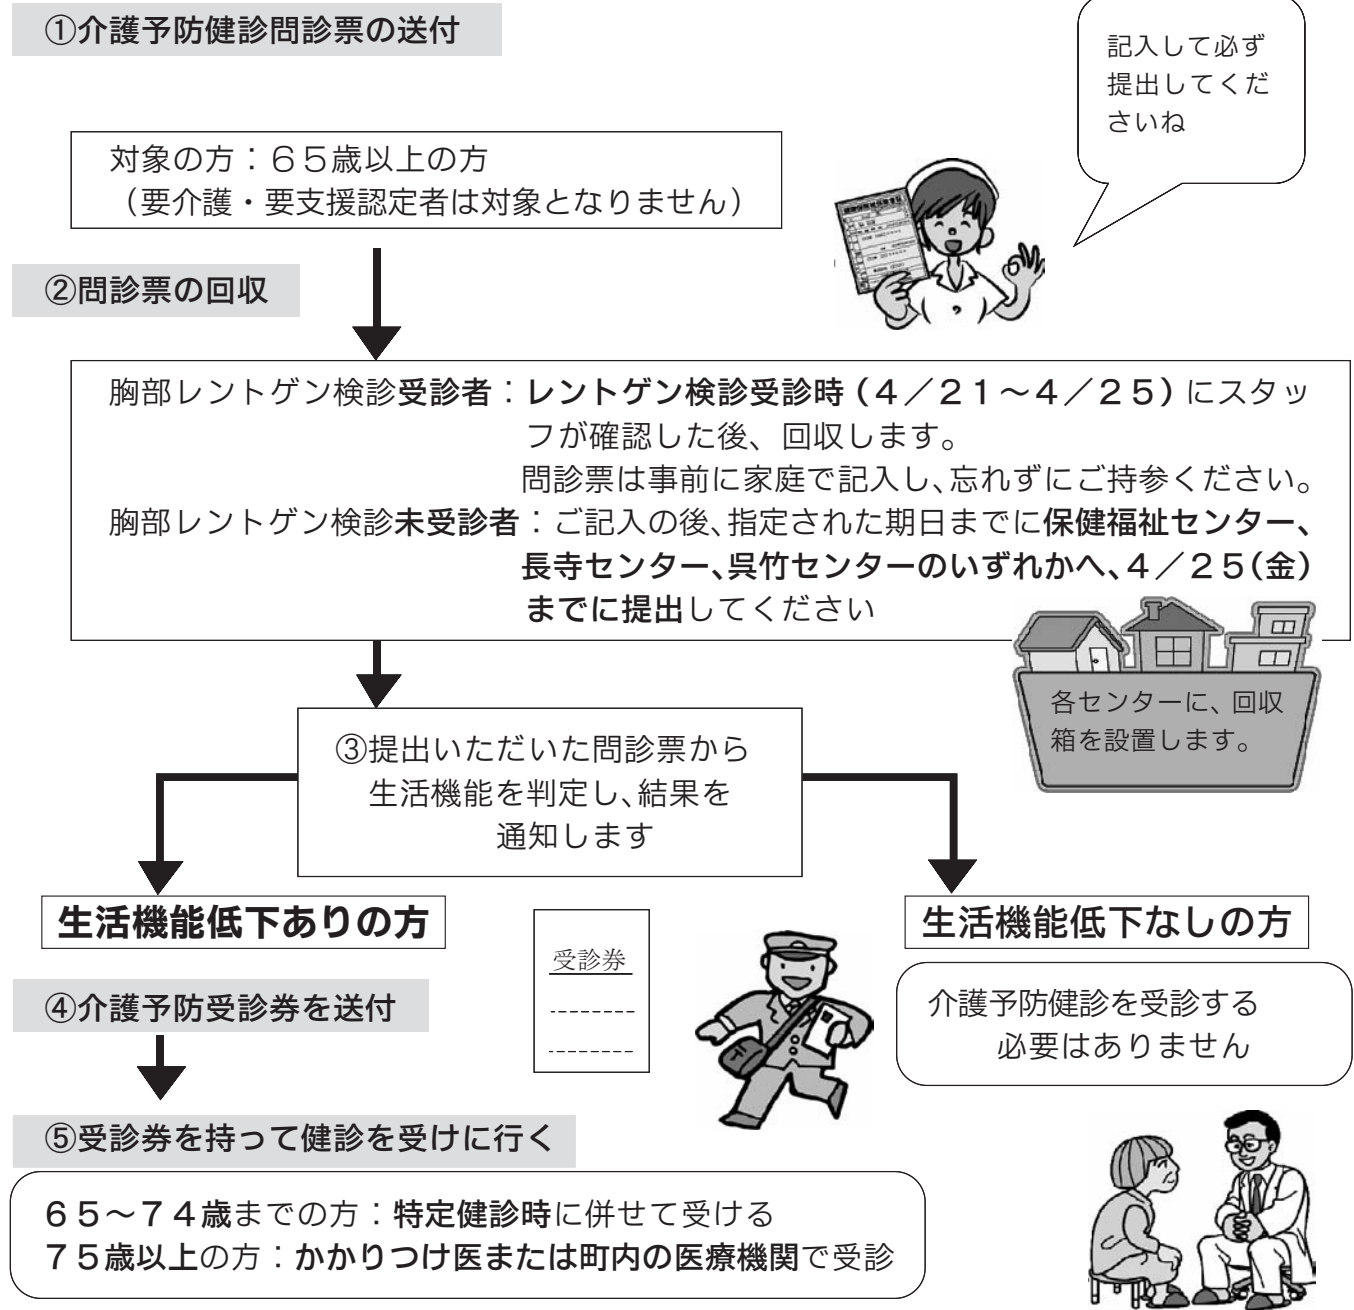 ①介護予防健診問診票の送付
記入して必ず
提出してくだ
さいね
対象の方：６５歳以上の方
（要介護・要支援認定者は対象となりません）
②問診票の回収
胸部レントゲン検診受診者：レントゲン検診受診時（４／２１～４／２５）にスタッ
フが確認した後、回収します。
問診票は事前に家庭で記入し、忘れずにご持参ください。
胸部レントゲン検診未受診者：ご記入の後、指定された期日までに保健福祉センター、
長寺センター、呉竹センターのいずれかへ、４／２５（金）
までに提出してください
各センターに、回収
箱を設置します。
③提出いただいた問診票から
生活機能を判定し、結果を
通知します
生活機能低下ありの方
生活機能低下なしの方
受診券
④介護予防受診券を送付
介護予防健診を受診する
必要はありません
⑤受診券を持って健診を受けに行く
６５～７４歳までの方：特定健診時に併せて受ける
７５歳以上の方：かかりつけ医または町内の医療機関で受診